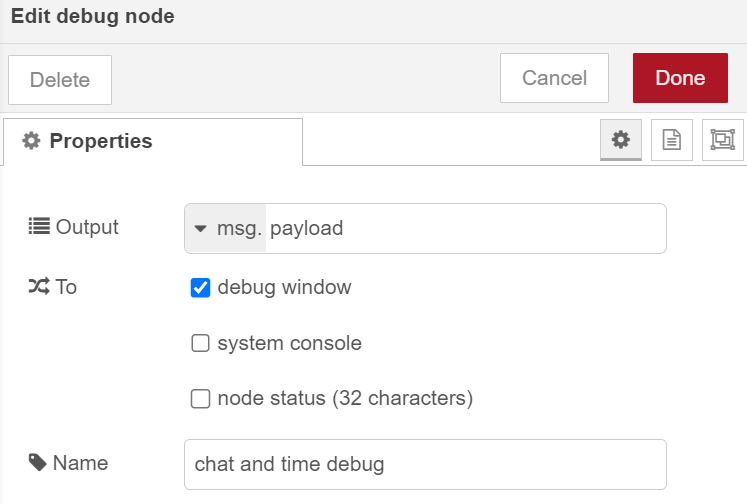 Edit debug node
Delete Cancel Done
Properties
Output msg. payload
To debug window
system console
node status (32 characters)
Name chat and time debug